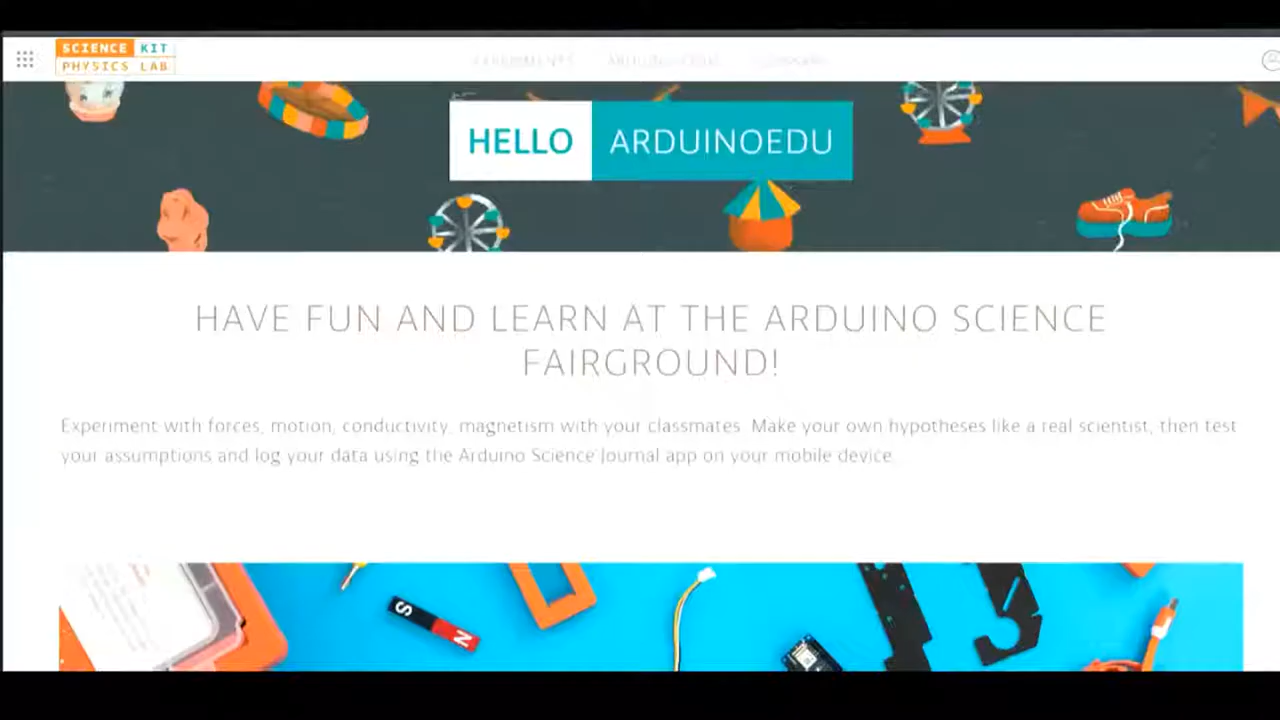 SCIENCE KIT
PHYSICS LAB
HELLO ARDUINOEDU
HAVE FUN AND LEARN AT THE ARDUINO SCIENCE
FAIRGROUND!
Experiment with forces, motion, conductivity, magnetism with your classmates. Make your own hypotheses like a real scientist, then test
your assumptions and log your data using the Arduino Science Journal app on your mobile device.
S
N